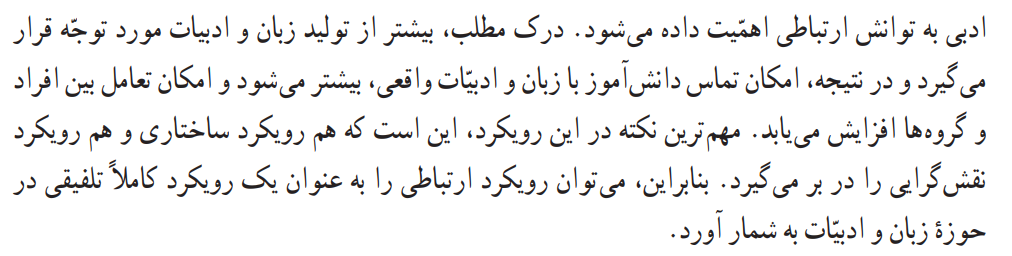 ادبی به توانش ارتباطی اهمّیت داده می‌شود. درک مطلب، بیشتر از تولید زبان و ادبیات مورد توجّه قرار
می‌گیرد و در نتیجه، امکان تماس دانش‌آموز با زبان و ادبیّات واقعی، بیشتر می‌شود و امکان تعامل بین افراد
و گروه‌ها افزایش می‌یابد. مهم‌ترین نکته در این رویکرد، این است که هم رویکرد ساختاری و هم رویکرد
نقش‌گرایی را در بر می‌گیرد. بنابراین، می‌توان رویکرد ارتباطی را به عنوان یک رویکرد کاملاً تلفیقی در
حوزهٔ زبان و ادبیّات به شمار آورد.